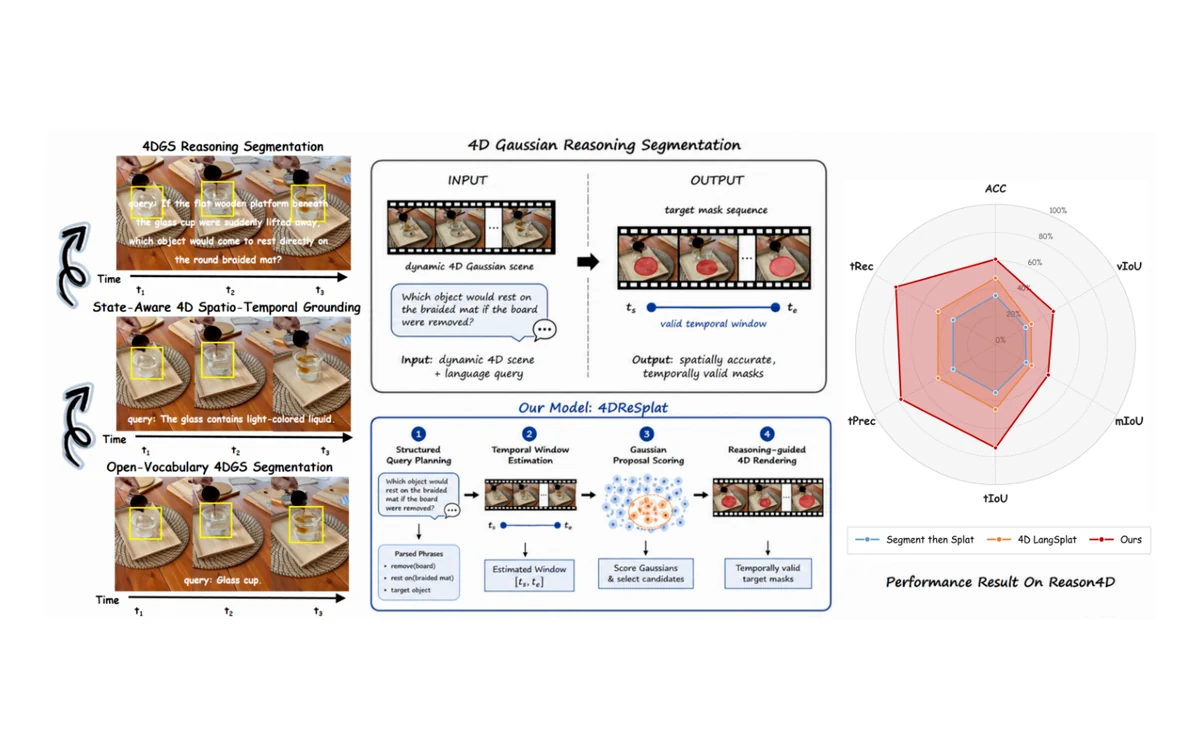 4DGS Reasoning Segmentation
query: If the flat wooden platform beneath
the glass cup were suddenly lifted away,
which object would come to rest directly on
the round braided mat?
Time
t₁
t₂
t₃
State-Aware 4D Spatio-Temporal Grounding
query: The glass contains light-colored liquid.
Time
t₁
t₂
t₃
Open-Vocabulary 4DGS Segmentation
query: Glass cup.
Time
t₁
t₂
t₃
4D Gaussian Reasoning Segmentation
INPUT
...
dynamic 4D Gaussian scene
Which object would rest on
the braided mat if the board
were removed?
Input: dynamic 4D scene
+ language query
OUTPUT
target mask sequence
...
tₛ
tₑ
valid temporal window
Output: spatially accurate,
temporally valid masks
Our Model: 4DReSplat
1
Structured
Query Planning
Which object would
rest on the braided
mat if the board
were removed?
Parsed Phrases
• remove(board)
• rest on(braided mat)
• target object
2
Temporal Window
Estimation
...
tₛ
tₑ
Estimated Window
[tₛ, tₑ]
3
Gaussian
Proposal Scoring
Score Gaussians
& select candidates
4
Reasoning-guided
4D Rendering
...
Temporally valid
target masks
ACC
100%
80%
60%
40%
20%
0%
vIoU
mIoU
tIoU
tPrec
tRec
Segment then Splat
4D LangSplat
Ours
Performance Result On Reason4D